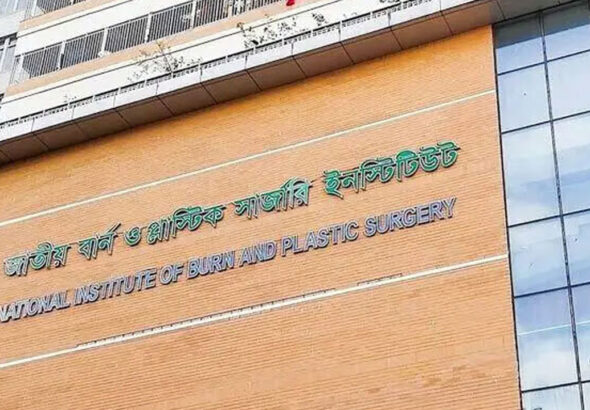 জাতীয় বার্ন ও প্লাস্টিক সার্জারি ইনস্টিটিউট
NATIONAL INSTITUTE OF BURN AND PLASTIC SURGERY